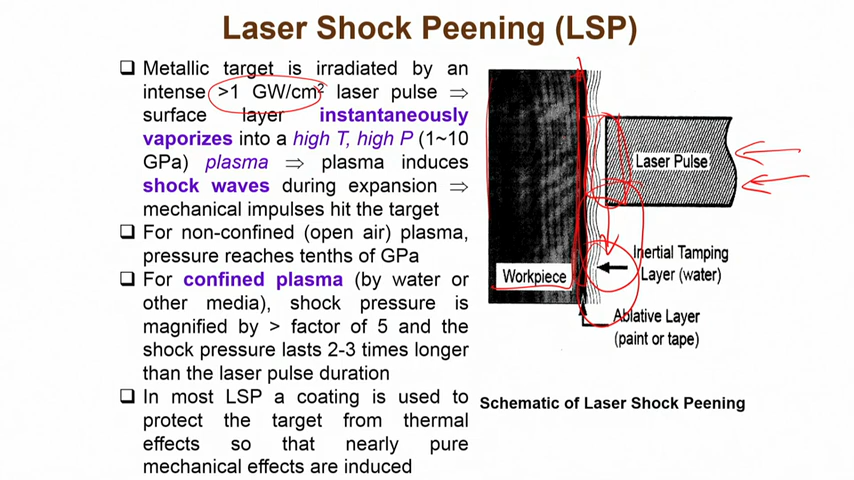 Laser Shock Peening (LSP)
❑ Metallic target is irradiated by an
intense >1 GW/cm² laser pulse ⇒
surface layer instantaneously
vaporizes into a high T, high P (1~10
GPa) plasma ⇒ plasma induces
shock waves during expansion ⇒
mechanical impulses hit the target
❑ For non-confined (open air) plasma,
pressure reaches tenths of GPa
❑ For confined plasma (by water or
other media), shock pressure is
magnified by > factor of 5 and the
shock pressure lasts 2-3 times longer
than the laser pulse duration
❑ In most LSP a coating is used to
protect the target from thermal
effects so that nearly pure
mechanical effects are induced
Laser Pulse
Inertial Tamping
Layer (water)
Workpiece
Ablative Layer
(paint or tape)
Schematic of Laser Shock Peening